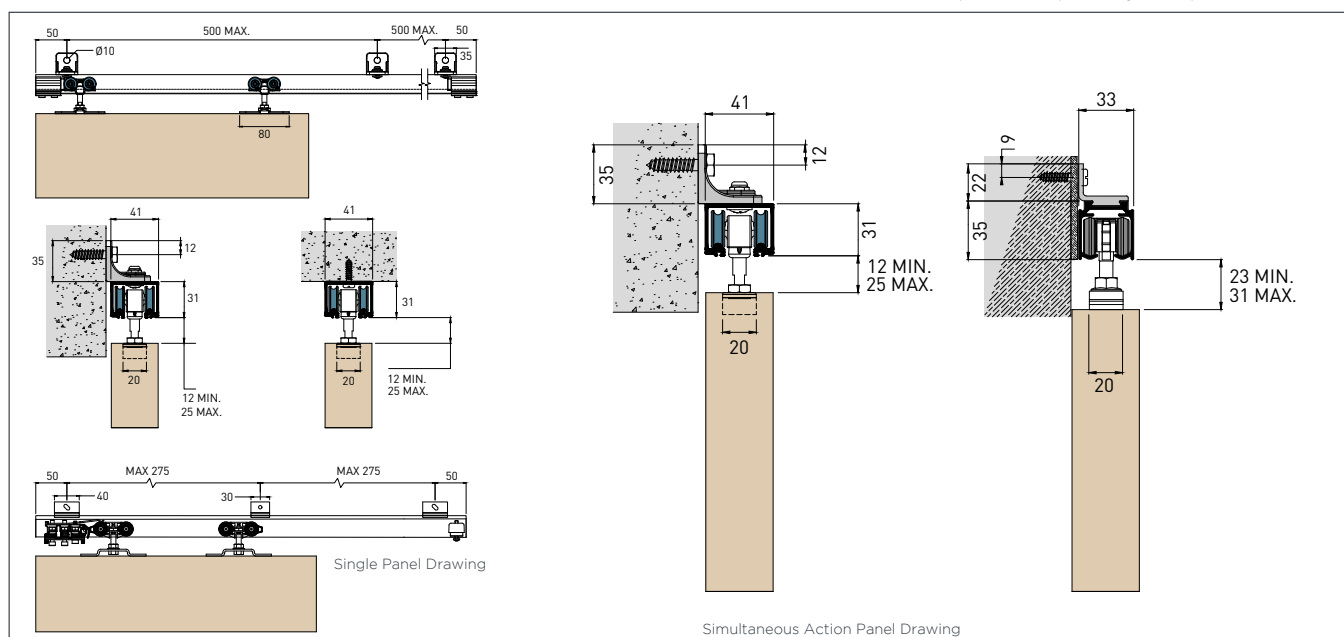 50
500 MAX.
500 MAX.
50
Ø10
35
80
41
12
35
31
20
12 MIN.
25 MAX.
41
31
20
12 MIN.
25 MAX.
50
MAX 275
MAX 275
50
40
30
Single Panel Drawing
41
12
35
31
12 MIN.
25 MAX.
20
33
9
22
35
23 MIN.
31 MAX.
20
Simultaneous Action Panel Drawing